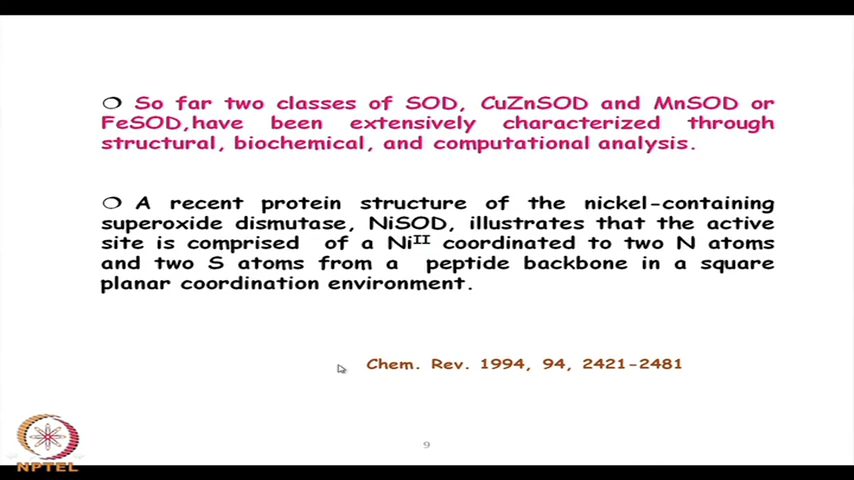 ❍ So far two classes of SOD, CuZnSOD and MnSOD or
FeSOD,have been extensively characterized through
structural, biochemical, and computational analysis.
❍ A recent protein structure of the nickel-containing
superoxide dismutase, NiSOD, illustrates that the active
site is comprised of a Niᴵᴵ coordinated to two N atoms
and two S atoms from a peptide backbone in a square
planar coordination environment.
Chem. Rev. 1994, 94, 2421-2481
9
NPTEL